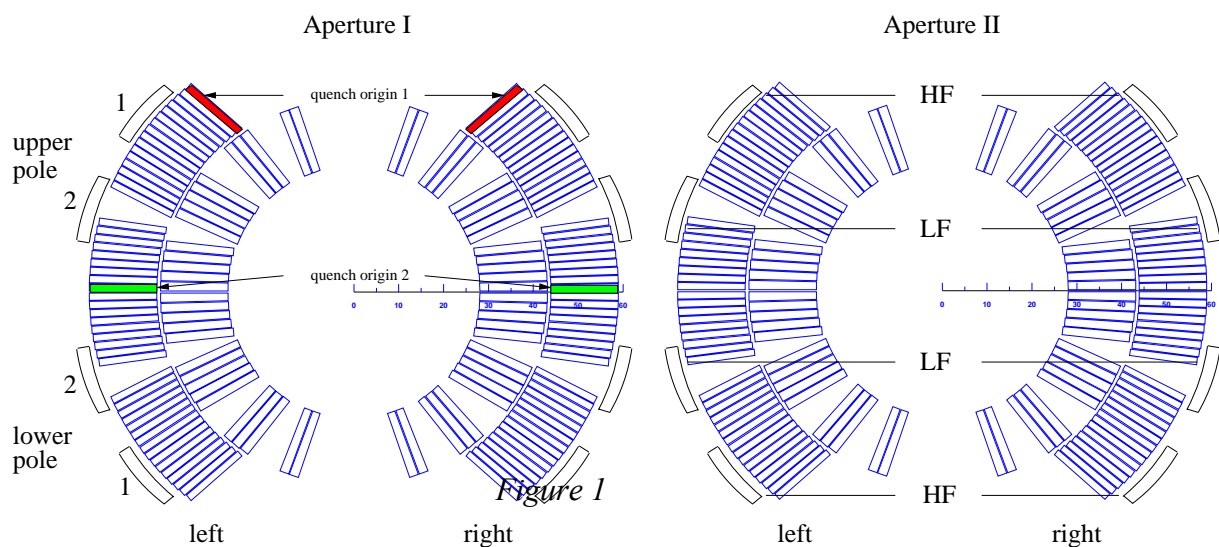 Aperture I
Aperture II
1
quench origin 1
HF
upper
pole
2
LF
quench origin 2
0 10 20 30 40 50 60
0 10 20 30 40 50 60
LF
2
lower
pole
1
HF
Figure 1
left
right
left
right